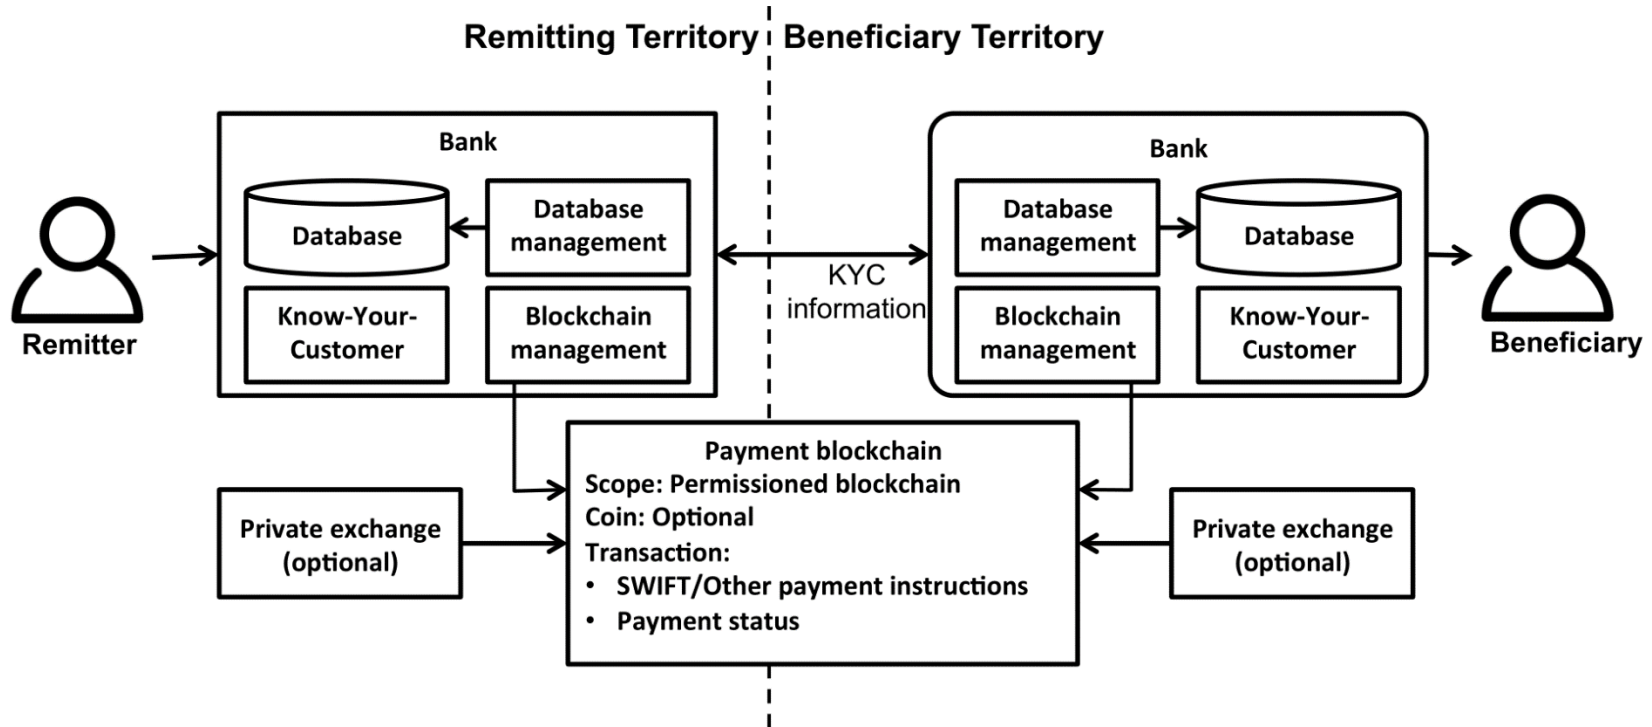 Remitting Territory
Beneficiary Territory
Bank
Database
Database
management
Know-Your-
Customer
Blockchain
management
Remitter
KYC
information
Bank
Database
management
Database
Blockchain
management
Know-Your-
Customer
Beneficiary
Payment blockchain
Scope: Permissioned blockchain
Coin: Optional
Transaction:
• SWIFT/Other payment instructions
• Payment status
Private exchange
(optional)
Private exchange
(optional)